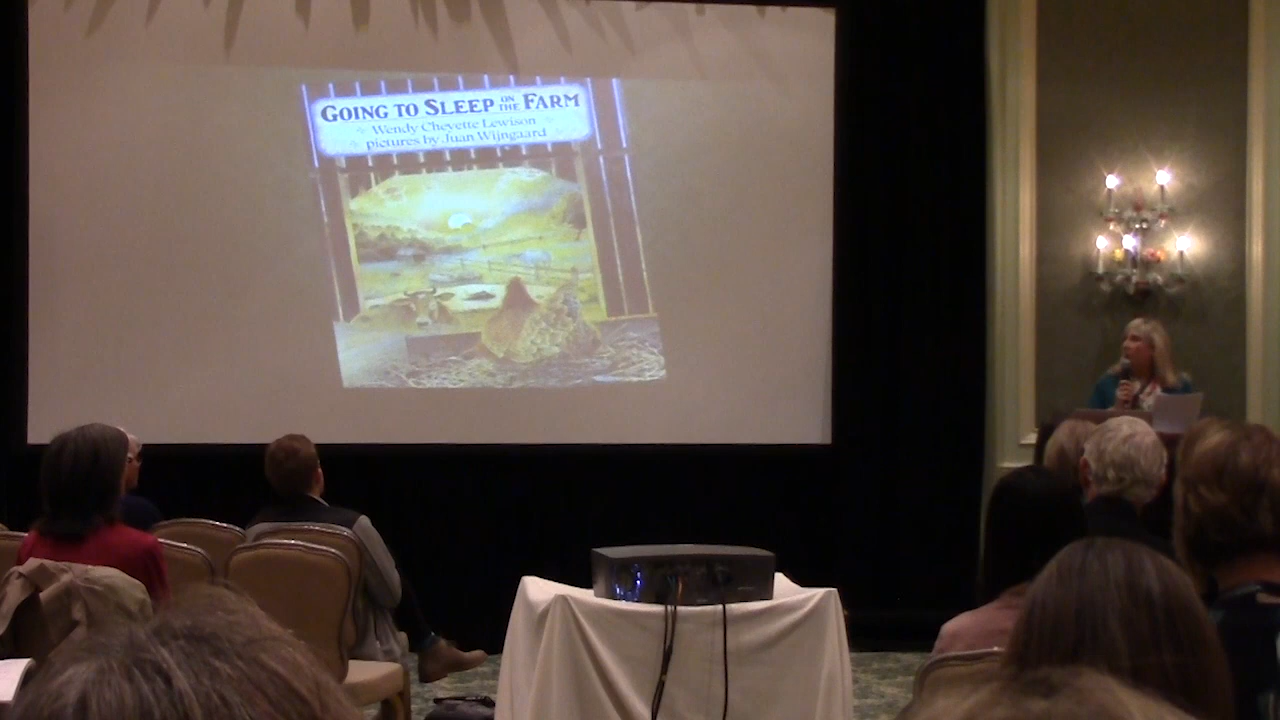 GOING TO SLEEP ON THE FARM
Wendy Cheyette Lewison
pictures by Juan Wijngaard